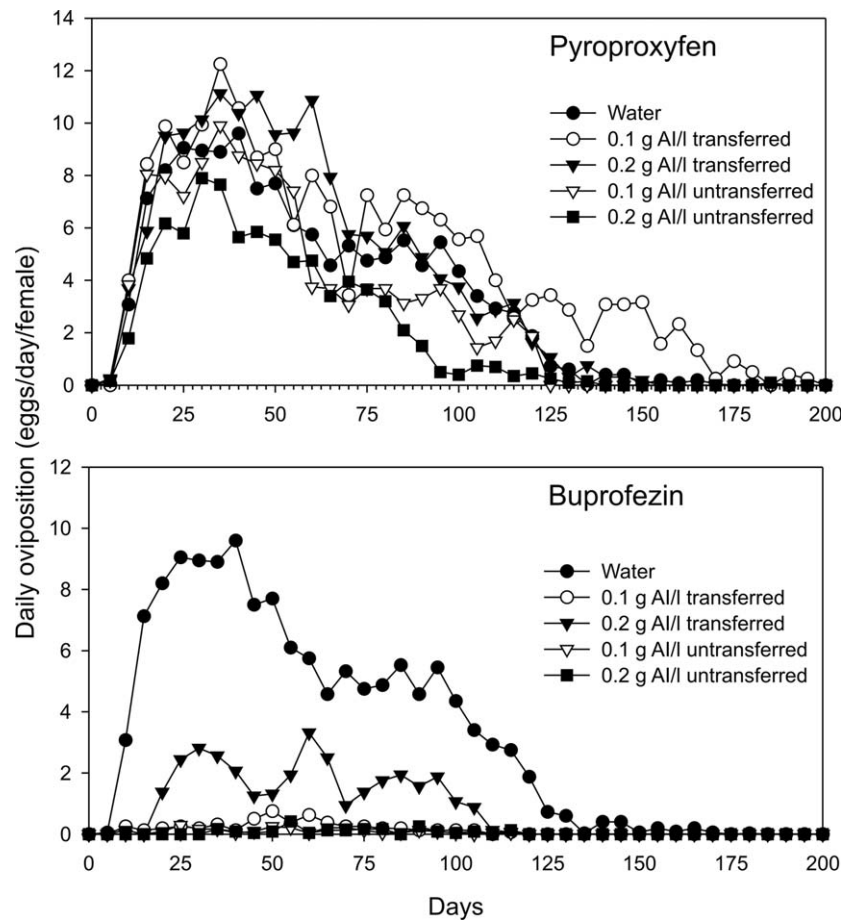 Daily oviposition (eggs/day/female)
14
12
10
8
6
4
2
0
Pyroproxyfen
Water
0.1 g AI/l transferred
0.2 g AI/l transferred
0.1 g AI/l untransferred
0.2 g AI/l untransferred
0 25 50 75 100 125 150 175 200
12
10
8
6
4
2
0
Buprofezin
Water
0.1 g AI/l transferred
0.2 g AI/l transferred
0.1 g AI/l untransferred
0.2 g AI/l untransferred
0 25 50 75 100 125 150 175 200
Days